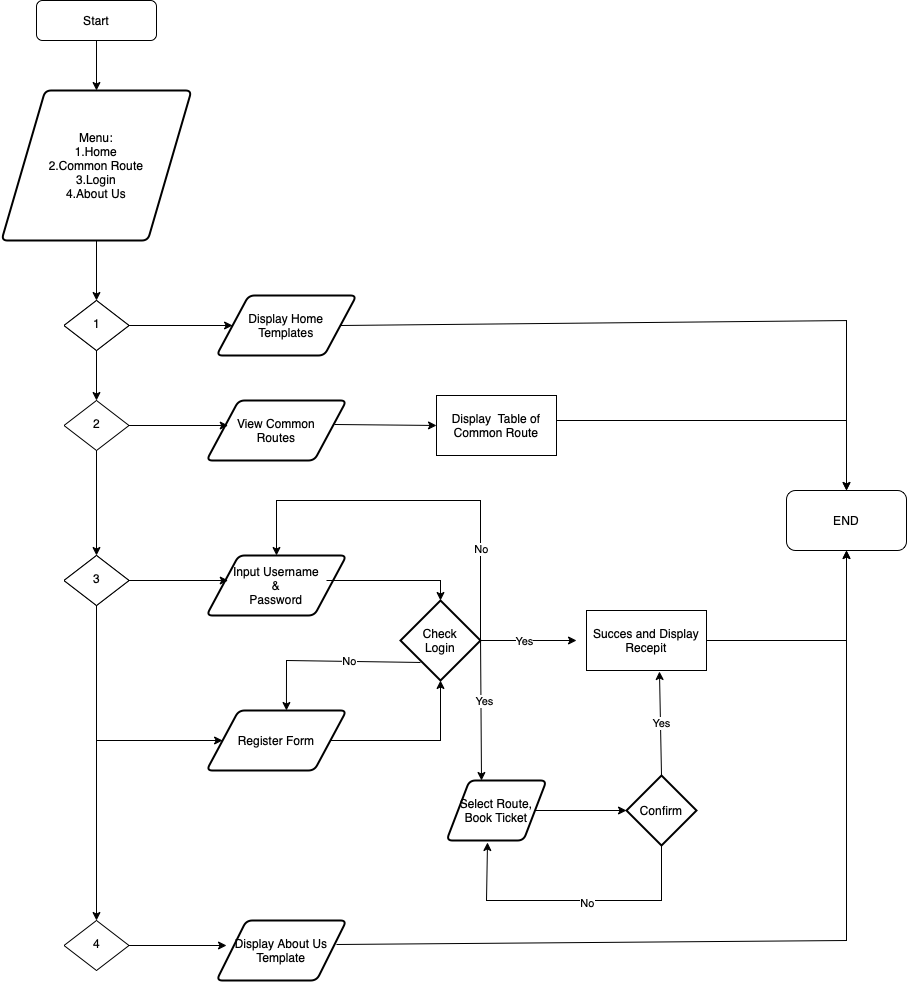 Start
Menu:
1.Home
2.Common Route
3.Login
4.About Us
1
Display Home
Templates
2
View Common
Routes
Display Table of
Common Route
END
No
3
Input Username
&
Password
Check
Login
Yes
Succes and Display
Recepit
No
Yes
Yes
Register Form
Select Route,
Book Ticket
Confirm
No
4
Display About Us
Template